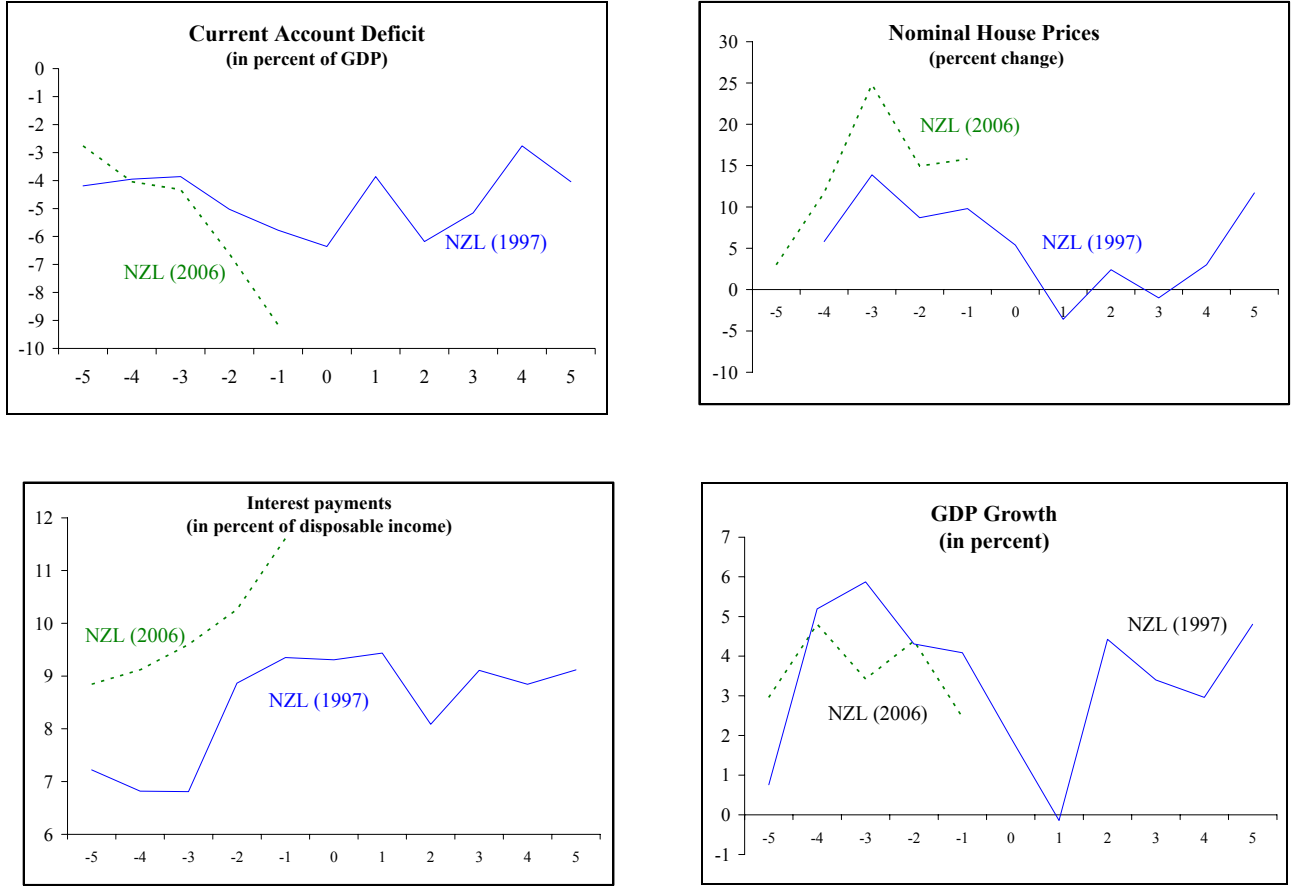 Current Account Deficit
(in percent of GDP)
0
-1
-2
-3
-4
-5
-6
-7
-8
-9
-10
NZL (1997)
NZL (2006)
-5 -4 -3 -2 -1 0 1 2 3 4 5
Nominal House Prices
(percent change)
30
25
20
15
10
5
0
-5
-10
NZL (2006)
NZL (1997)
-5 -4 -3 -2 -1 0 1 2 3 4 5
Interest payments
(in percent of disposable income)
12
11
10
9
8
7
6
NZL (2006)
NZL (1997)
-5 -4 -3 -2 -1 0 1 2 3 4 5
GDP Growth
(in percent)
7
6
5
4
3
2
1
0
-1
NZL (1997)
NZL (2006)
-5 -4 -3 -2 -1 0 1 2 3 4 5